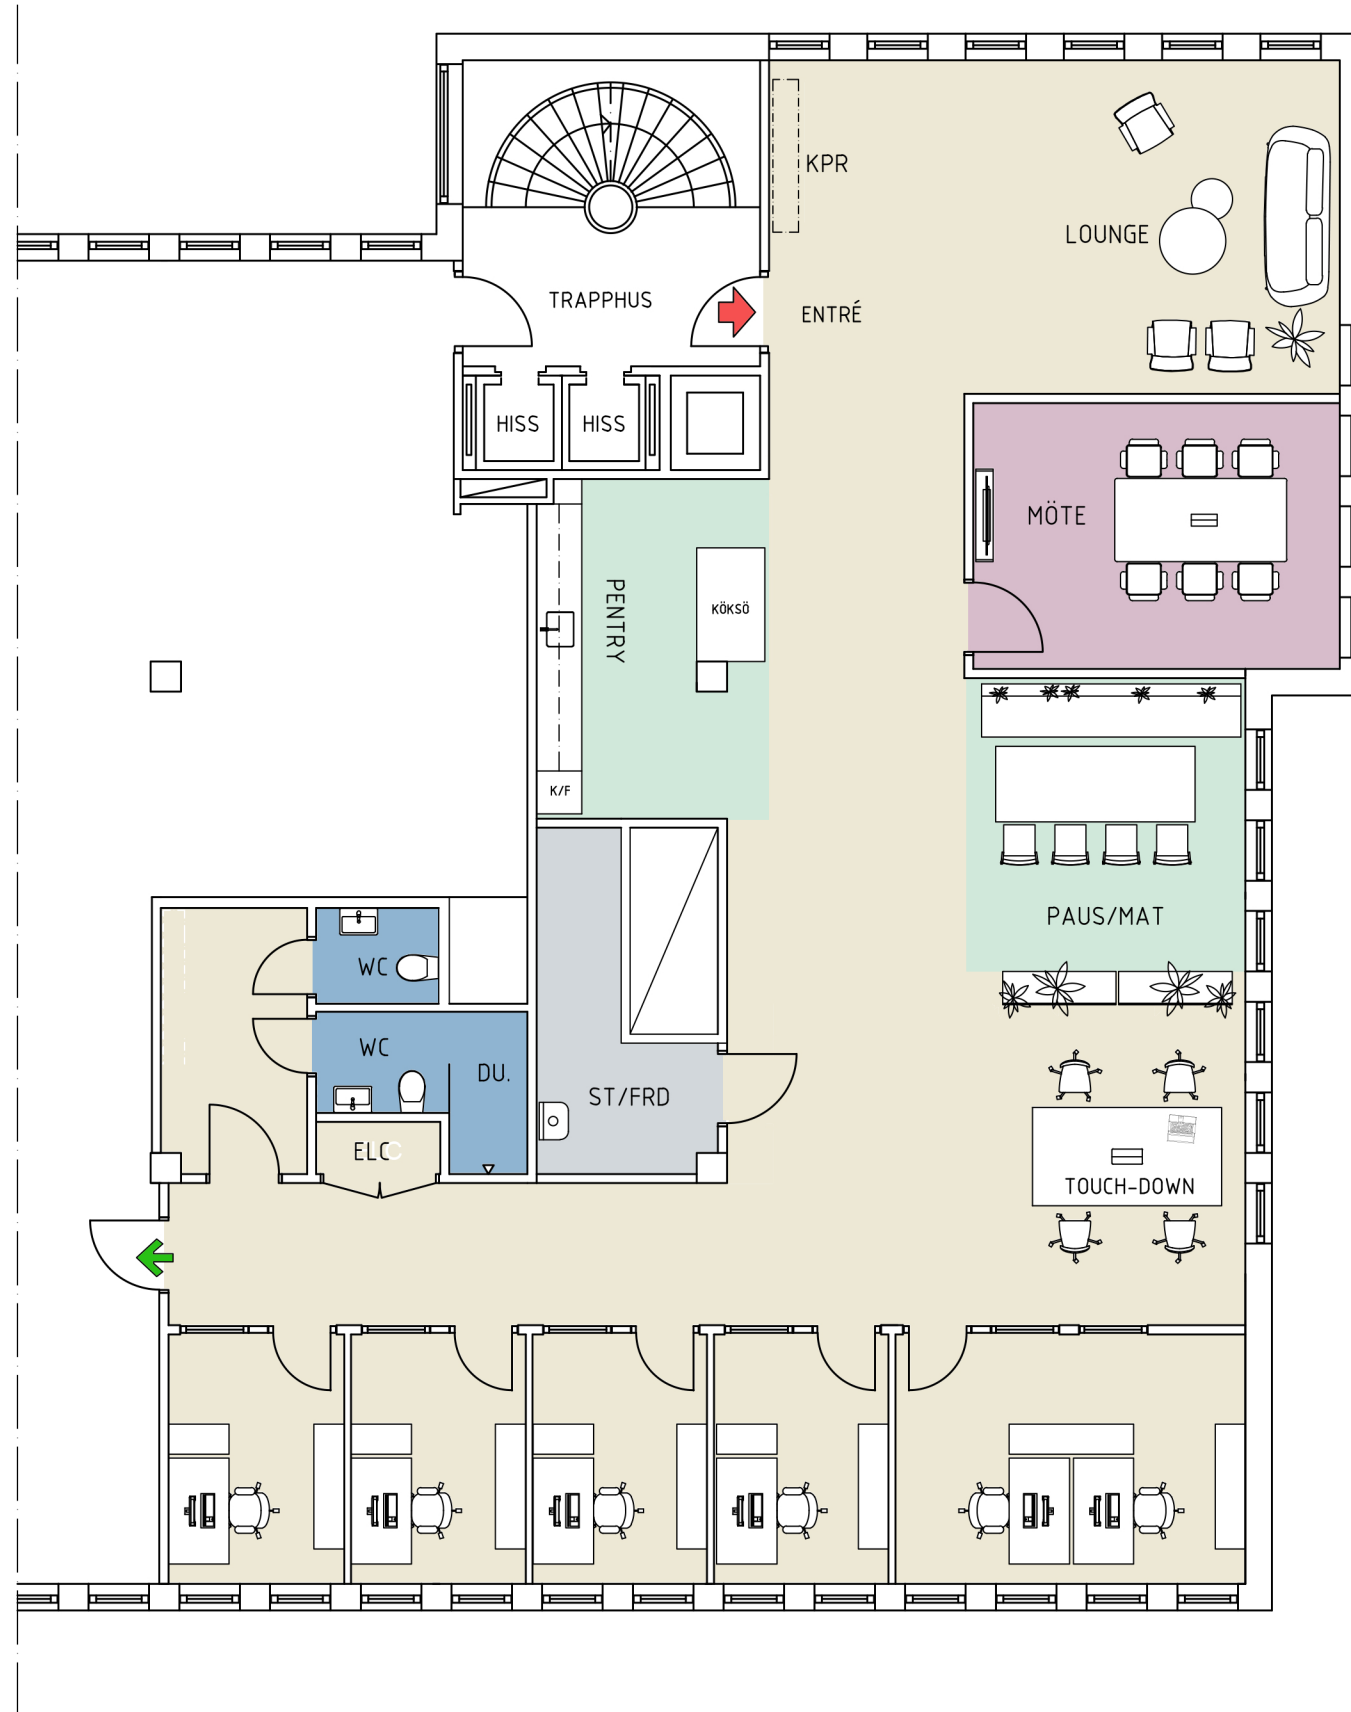 KPR
LOUNGE
TRAPPHUS
ENTRÉ
HISS
HISS
MÖTE
PENTRY
KÖKSÖ
K/F
PAUS/MAT
WC
WC
DU.
ST/FRD
ELC
TOUCH-DOWN